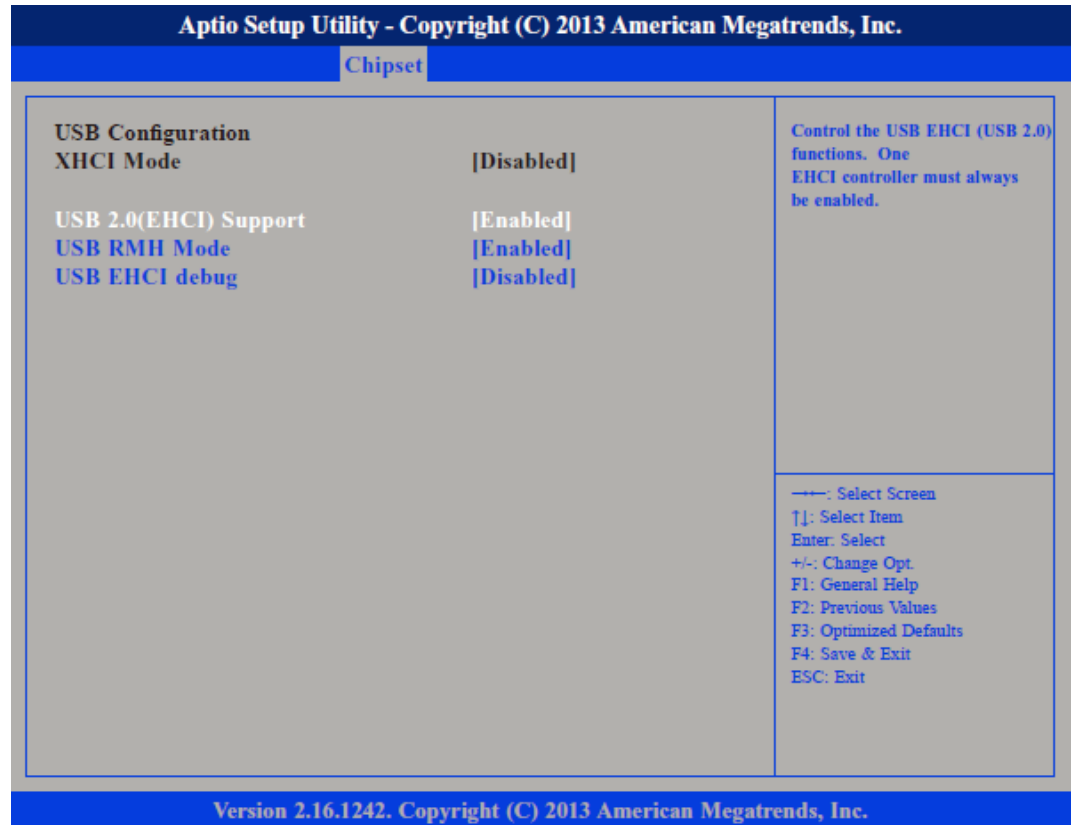 Aptio Setup Utility - Copyright (C) 2013 American Megatrends, Inc.
Chipset
USB Configuration
XHCI Mode [Disabled]
USB 2.0(EHCI) Support [Enabled]
USB RMH Mode [Enabled]
USB EHCI debug [Disabled]
Control the USB EHCI (USB 2.0)
functions. One
EHCI controller must always
be enabled.
→←: Select Screen
↑↓: Select Item
Enter: Select
+/-: Change Opt.
F1: General Help
F2: Previous Values
F3: Optimized Defaults
F4: Save & Exit
ESC: Exit
Version 2.16.1242. Copyright (C) 2013 American Megatrends, Inc.